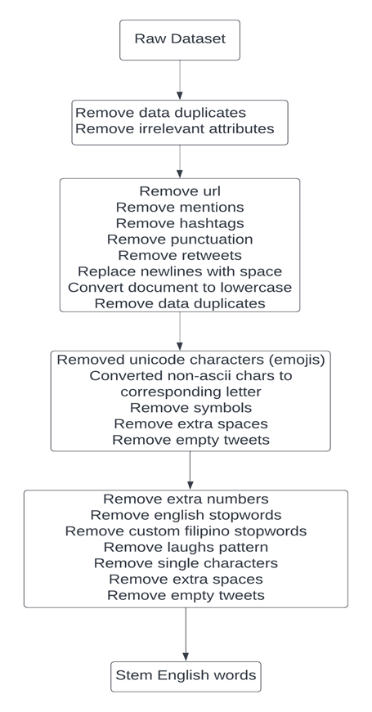 Raw Dataset
Remove data duplicates
Remove irrelevant attributes
Remove url
Remove mentions
Remove hashtags
Remove punctuation
Remove retweets
Replace newlines with space
Convert document to lowercase
Remove data duplicates
Removed unicode characters (emojis)
Converted non-ascii chars to
corresponding letter
Remove symbols
Remove extra spaces
Remove empty tweets
Remove extra numbers
Remove english stopwords
Remove custom filipino stopwords
Remove laughs pattern
Remove single characters
Remove extra spaces
Remove empty tweets
Stem English words